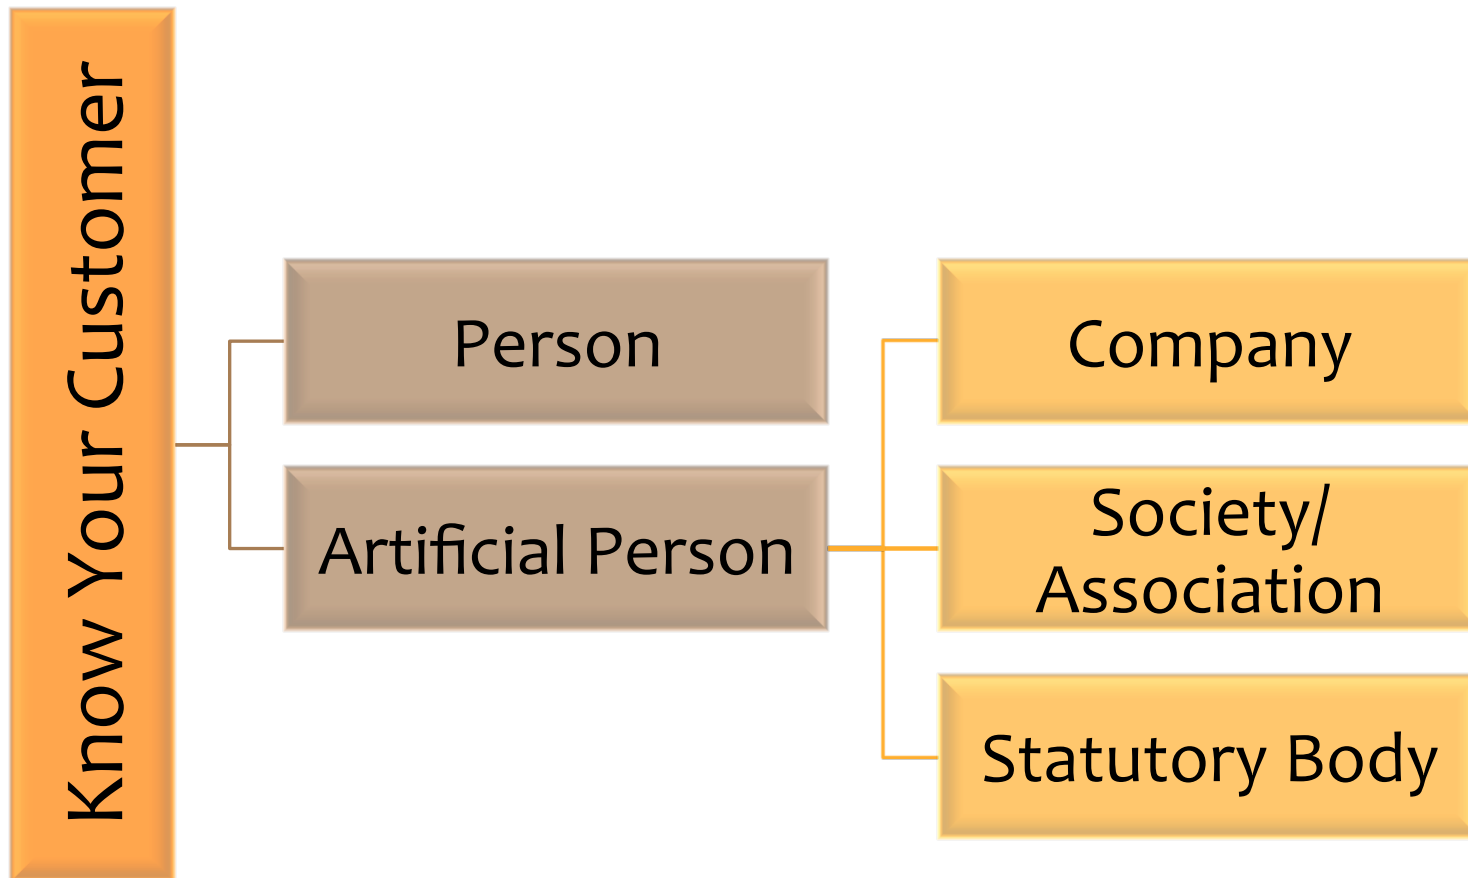 Know Your Customer
Person
Artificial Person
Company
Society/
Association
Statutory Body